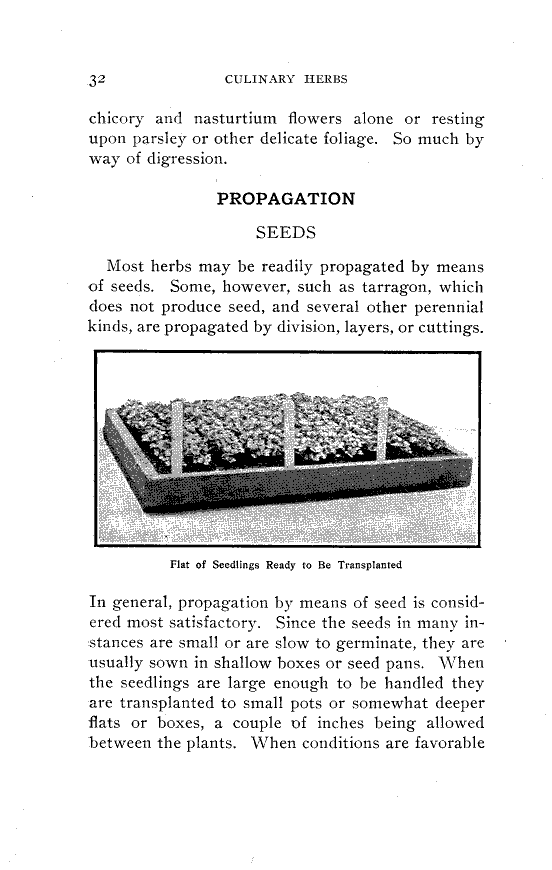 32 CULINARY HERBS
chicory and nasturtium flowers alone or resting
upon parsley or other delicate foliage. So much by
way of digression.
PROPAGATION
SEEDS
Most herbs may be readily propagated by means
of seeds. Some, however, such as tarragon, which
does not produce seed, and several other perennial
kinds, are propagated by division, layers, or cuttings.
Flat of Seedlings Ready to Be Transplanted
In general, propagation by means of seed is consid-
ered most satisfactory. Since the seeds in many in-
stances are small or are slow to germinate, they are
usually sown in shallow boxes or seed pans. When
the seedlings are large enough to be handled they
are transplanted to small pots or somewhat deeper
flats or boxes, a couple of inches being allowed
between the plants. When conditions are favorable